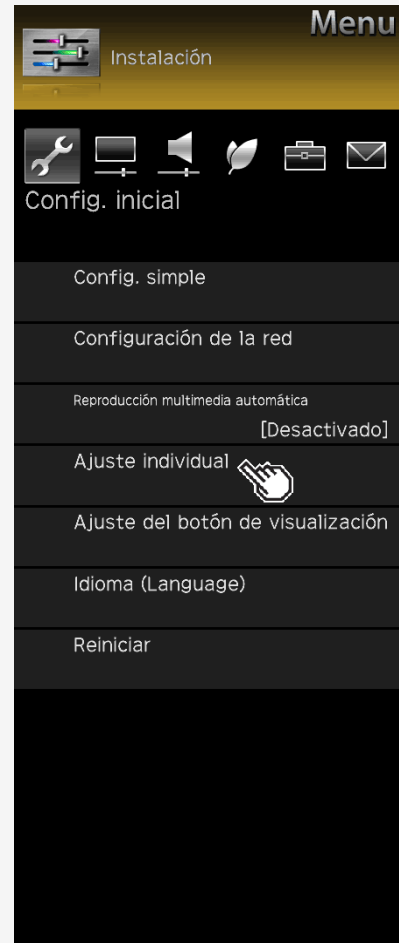 Menu
Instalación
Config. inicial
Config. simple
Configuración de la red
Reproducción multimedia automática
[Desactivado]
Ajuste individual
Ajuste del botón de visualización
Idioma (Language)
Reiniciar